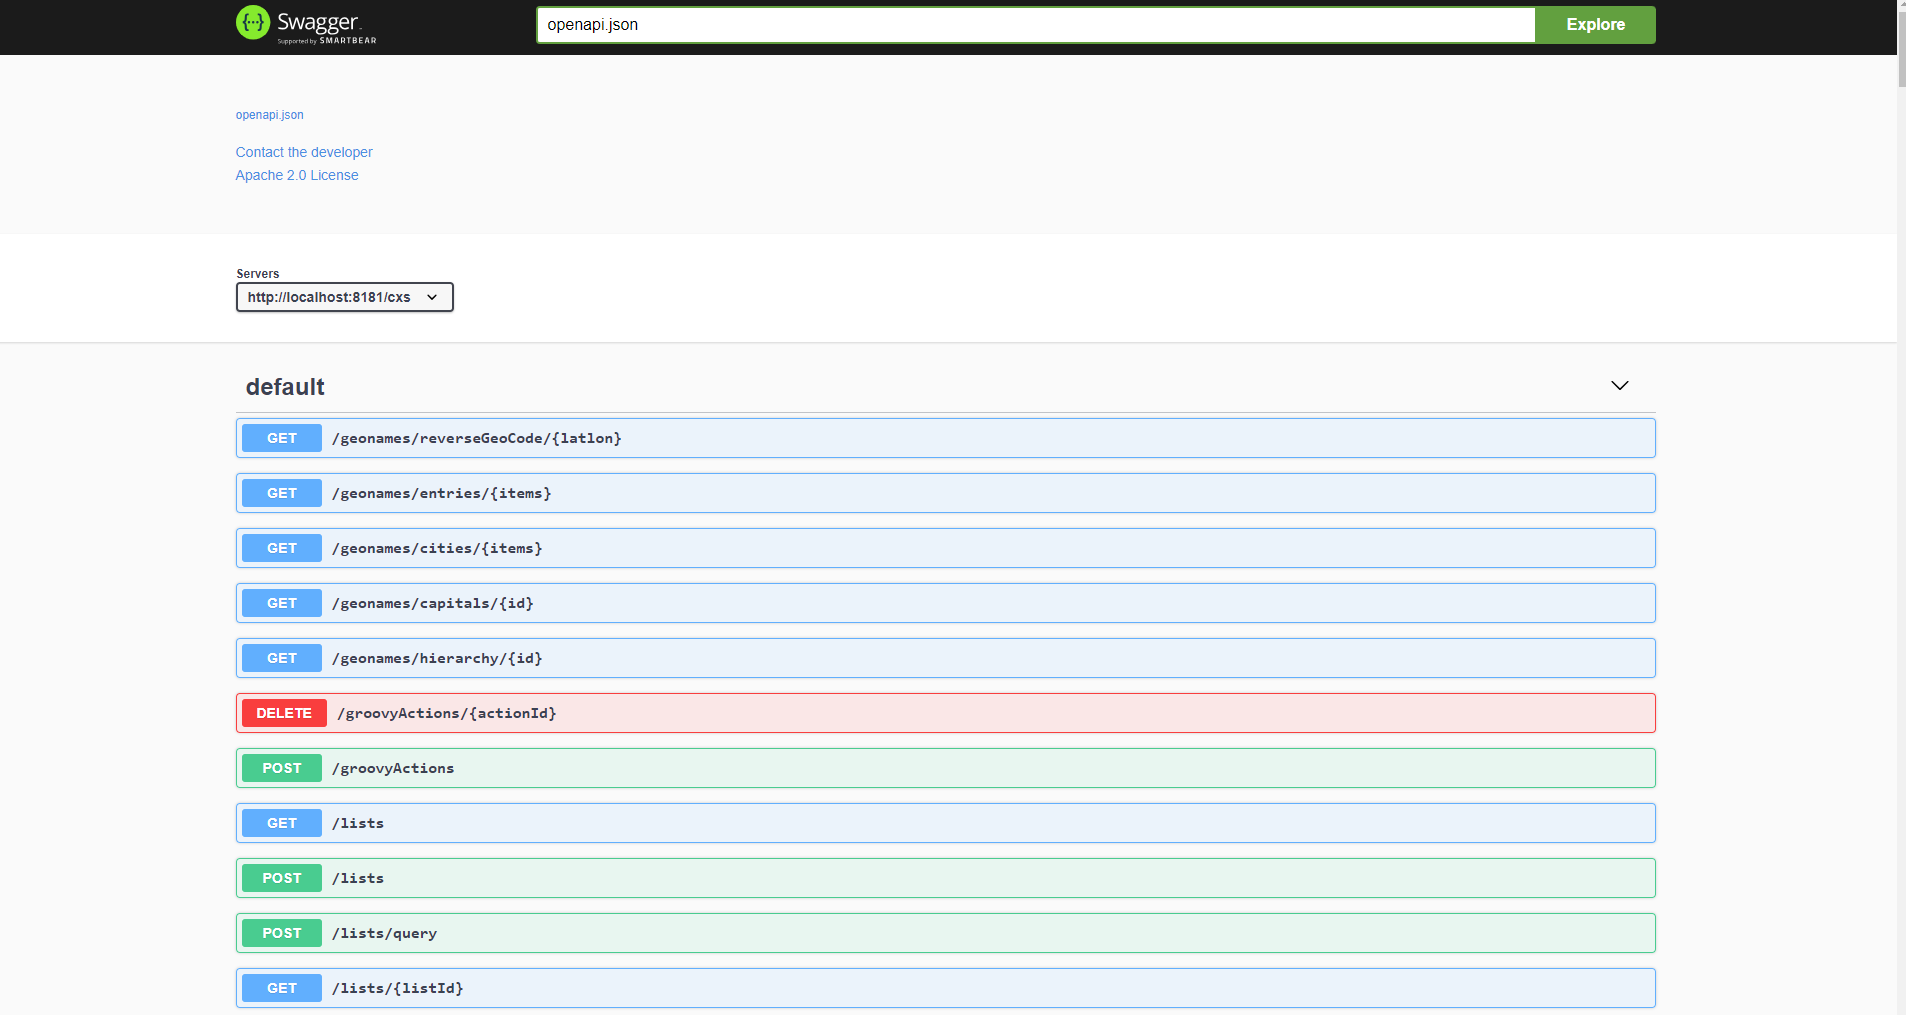 Swagger
Supported by SMARTBEAR
openapi.json
Explore
openapi.json
Contact the developer
Apache 2.0 License
Servers
http://localhost:8181/cxs
default
GET /geonames/reverseGeoCode/{latlon}
GET /geonames/entries/{items}
GET /geonames/cities/{items}
GET /geonames/capitals/{id}
GET /geonames/hierarchy/{id}
DELETE /groovyActions/{actionId}
POST /groovyActions
GET /lists
POST /lists
POST /lists/query
GET /lists/{listId}